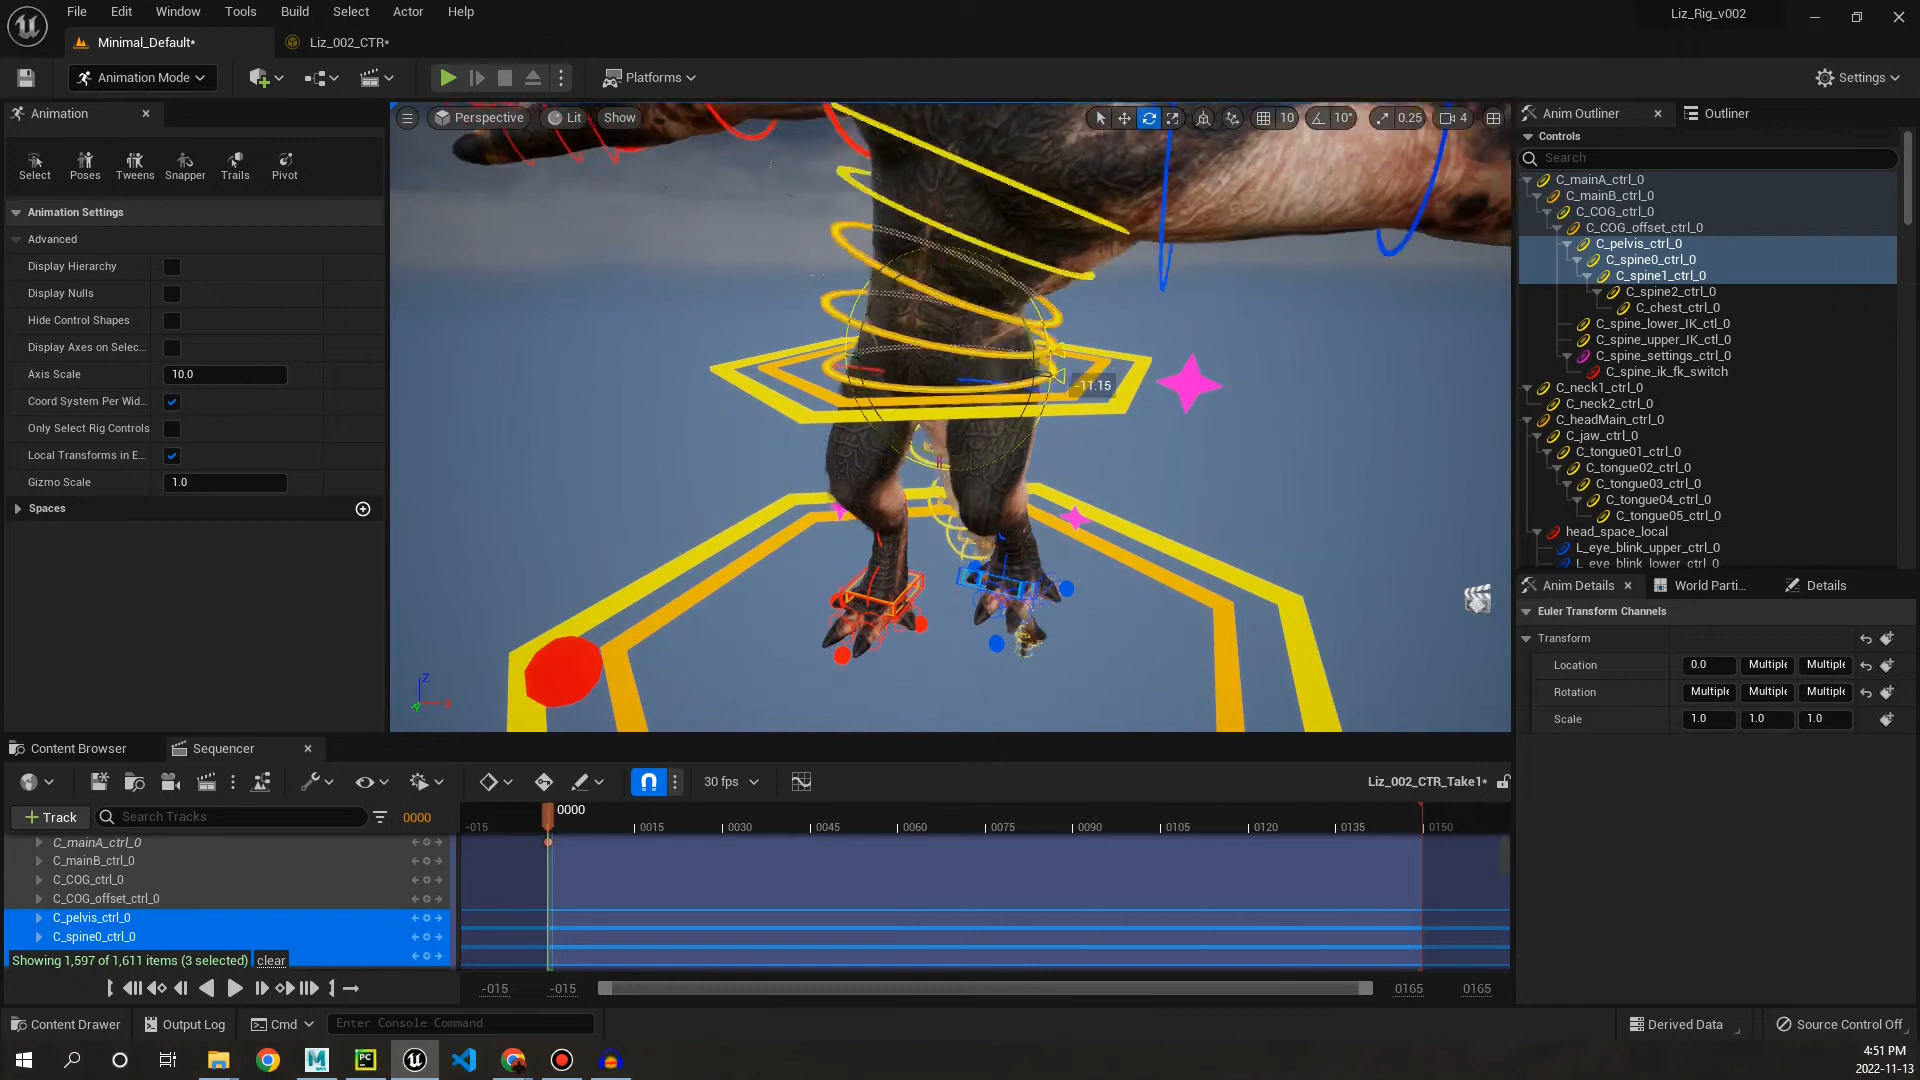 File Edit Window Tools Build Select Actor Help
Liz_Rig_v002
Minimal_Default*
Liz_002_CTR*
Animation Mode
Platforms
Settings
Animation
Select Poses Tweens Snapper Trails Pivot
Animation Settings
Advanced
Display Hierarchy
Display Nulls
Hide Control Shapes
Display Axes on Selec...
Axis Scale 10.0
Coord System Per Wid...
Only Select Rig Controls
Local Transforms in E...
Gizmo Scale 1.0
Spaces
Perspective Lit Show
10 10° 0.25 4
-11.15
Z
Anim Outliner
Outliner
Controls
Search
C_mainA_ctrl_0
C_mainB_ctrl_0
C_COG_ctrl_0
C_COG_offset_ctrl_0
C_pelvis_ctrl_0
C_spine0_ctrl_0
C_spine1_ctrl_0
C_spine2_ctrl_0
C_chest_ctrl_0
C_spine_lower_IK_ctl_0
C_spine_upper_IK_ctl_0
C_spine_settings_ctrl_0
C_spine_ik_fk_switch
C_neck1_ctrl_0
C_neck2_ctrl_0
C_headMain_ctrl_0
C_jaw_ctrl_0
C_tongue01_ctrl_0
C_tongue02_ctrl_0
C_tongue03_ctrl_0
C_tongue04_ctrl_0
C_tongue05_ctrl_0
head_space_local
L_eye_blink_upper_ctrl_0
L_eye_blink_lower_ctrl_0
Anim Details
World Parti...
Details
Euler Transform Channels
Transform
Location 0.0 Multiple Multiple
Rotation Multiple Multiple Multiple
Scale 1.0 1.0 1.0
Content Browser
Sequencer
30 fps
Liz_002_CTR_Take1*
Track
Search Tracks
0000
0000
-015 0015 0030 0045 0060 0075 0090 0105 0120 0135 0150
C_mainA_ctrl_0
C_mainB_ctrl_0
C_COG_ctrl_0
C_COG_offset_ctrl_0
C_pelvis_ctrl_0
C_spine0_ctrl_0
Showing 1,597 of 1,611 items (3 selected) clear
-015 -015 0165 0165
Content Drawer
Output Log
Cmd
Enter Console Command
Derived Data
Source Control Off
PC
4:51 PM
2022-11-13